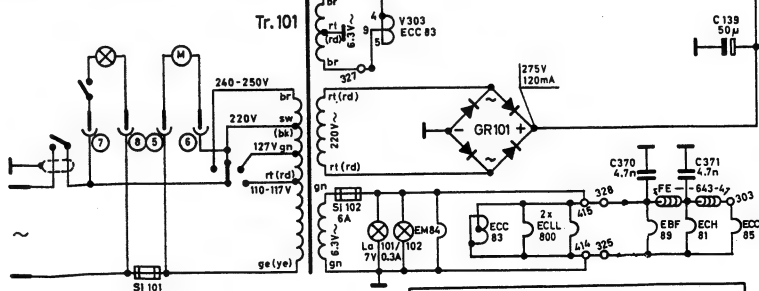 br
Tr. 101
rt
(rd)
6.3V~
br
327
4
9
5
V303
ECC 83
C 139
50µ
M
7
8
5
6
240-250V
br
220V
sw
(bk)
127V gn
rt(rd)
110-117V
ge(ye)
~
SI 101
rt (rd)
220V~
rt(rd)
275V
120mA
~
-
GR101
+
~
gn
SI 102
6A
6.3V~
gn
La 101/
102
7V 0.3A
EM84
ECC
83
2x
ECLL
800
415
328
414
325
C370
4.7n
C371
4.7n
FE - 643-4
303
EBF
89
ECH
81
ECC
85